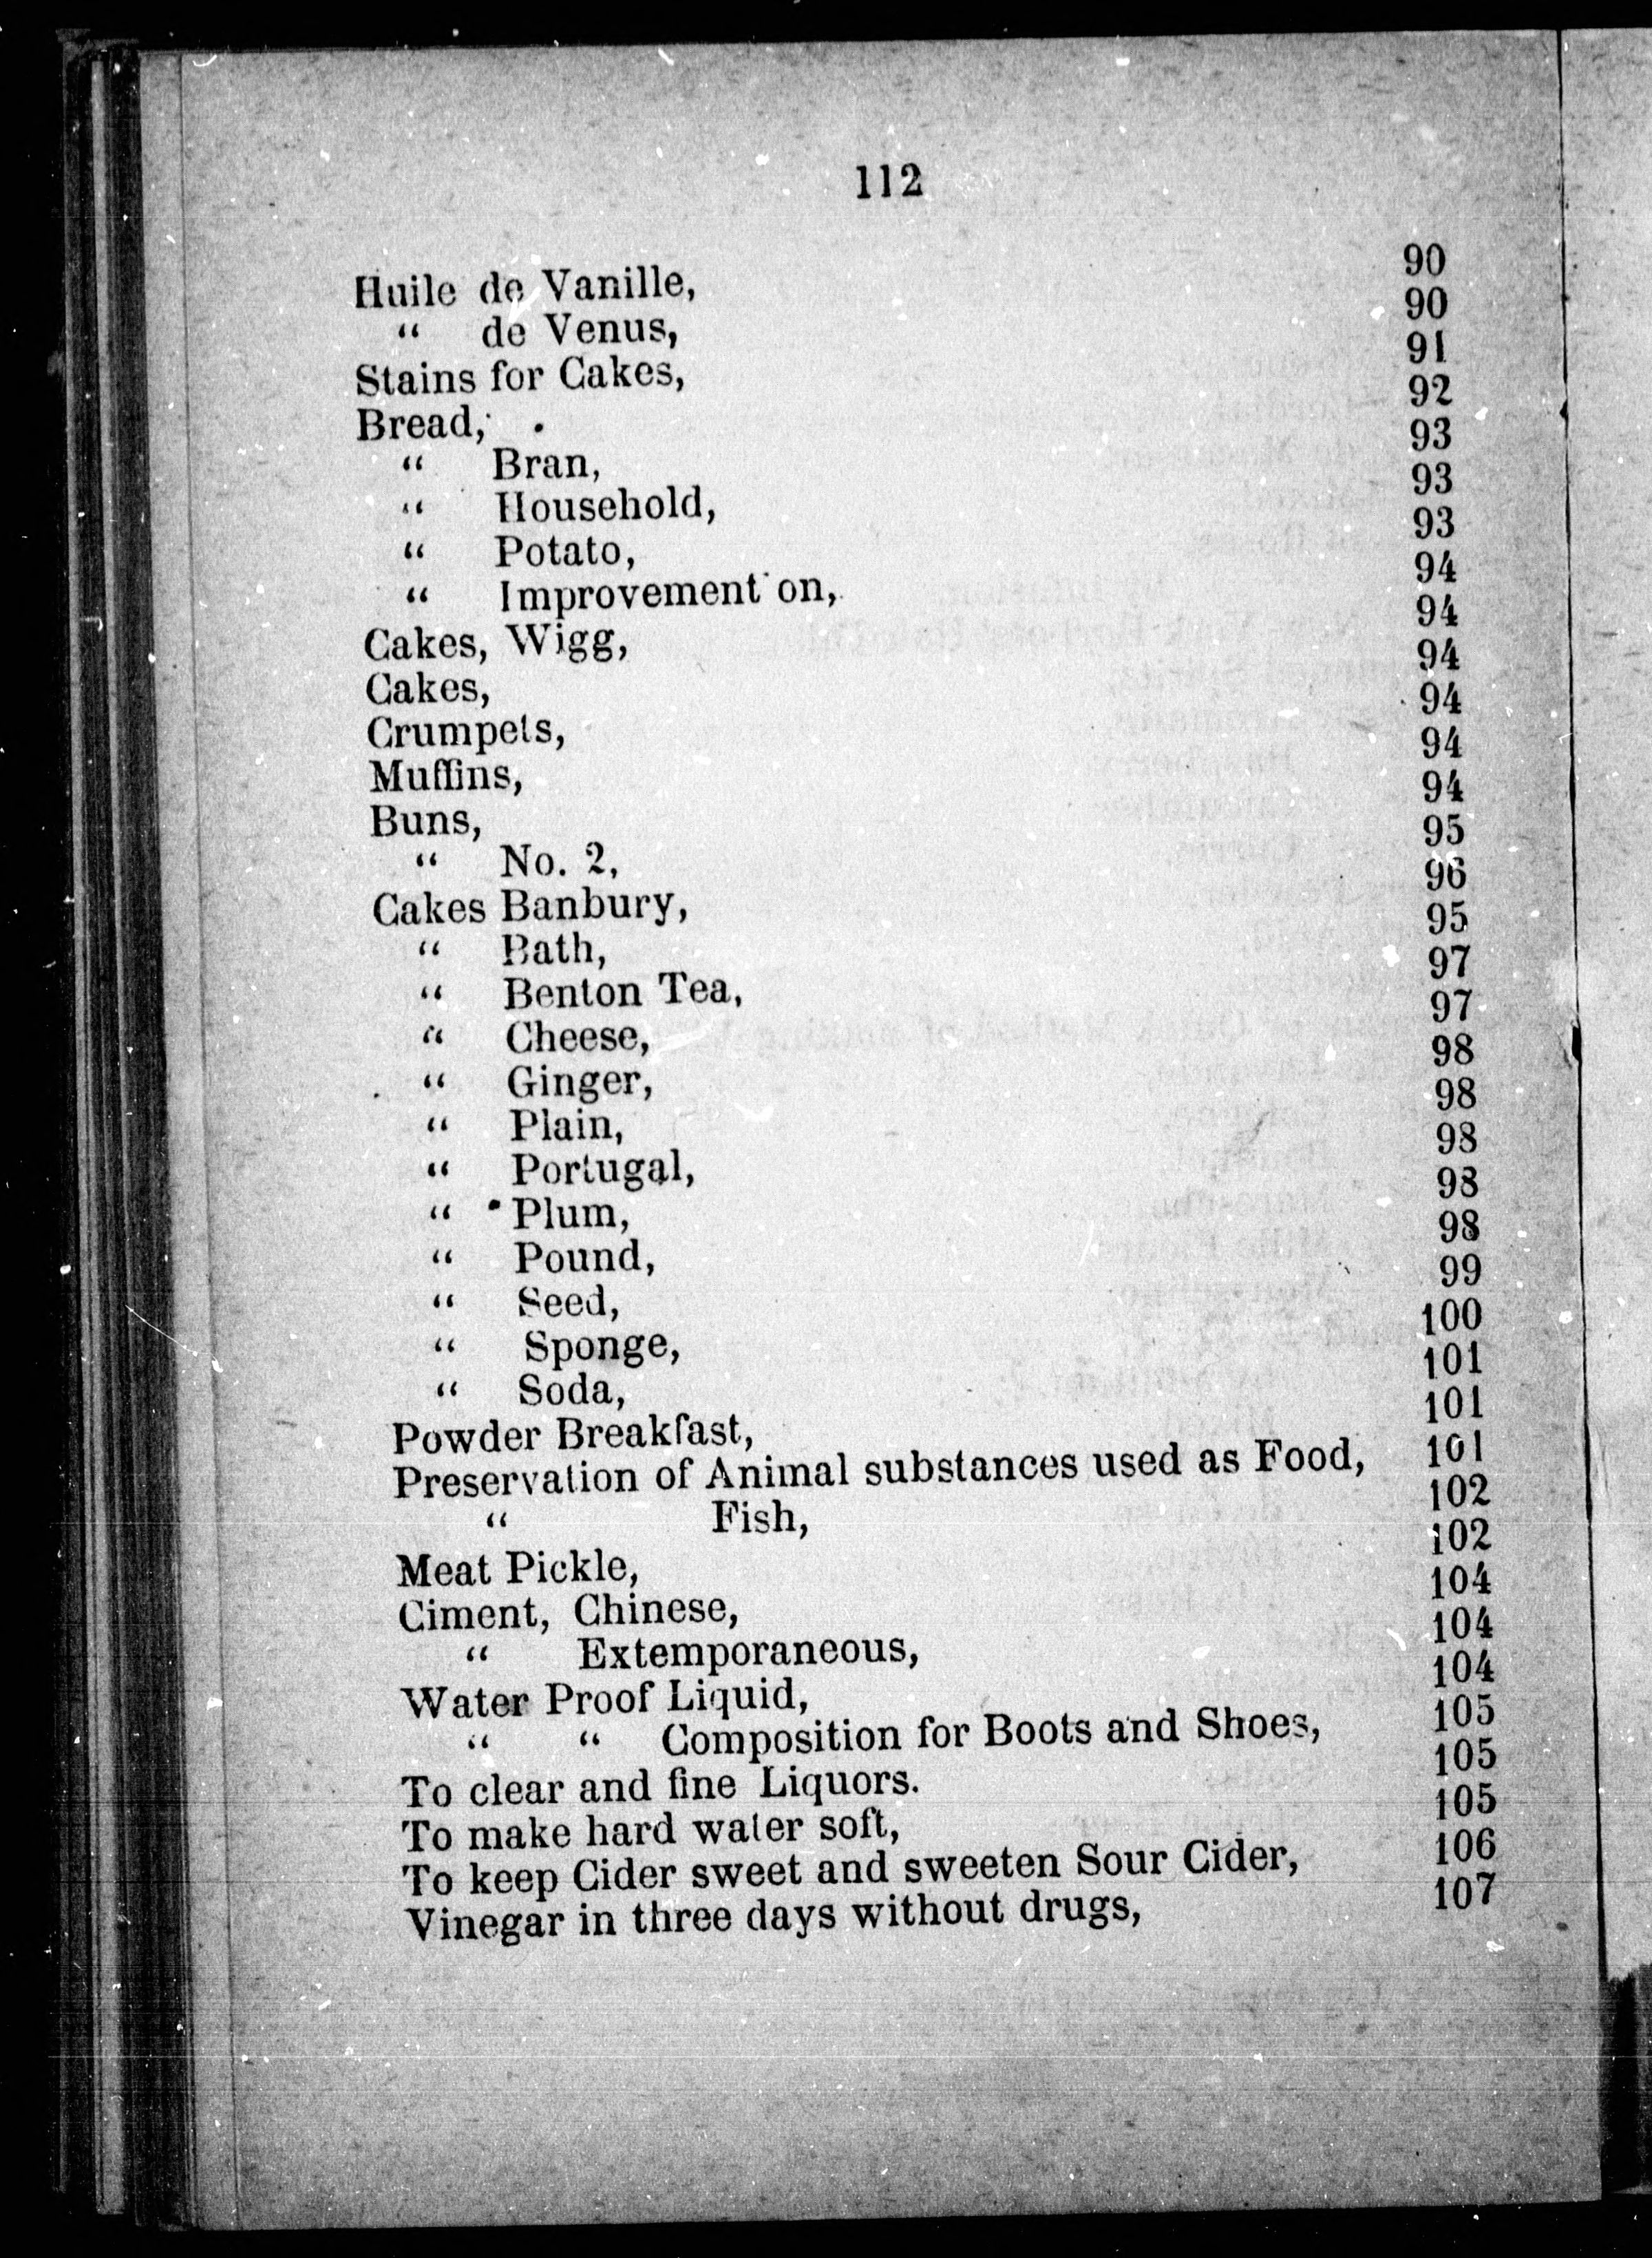 112
Huile de Vanille, 90
“ de Venus, 90
Stains for Cakes, 91
Bread, 92
“ Bran, 93
“ Household, 93
“ Potato, 93
“ Improvement on, 94
Cakes, Wigg, 94
Cakes, 94
Crumpets, 94
Muffins, 94
Buns, 94
“ No. 2, 95
Cakes Banbury, 96
“ Bath, 95
“ Benton Tea, 97
“ Cheese, 97
“ Ginger, 98
“ Plain, 98
“ Portugal, 98
“ Plum, 98
“ Pound, 98
“ Seed, 99
“ Sponge, 100
“ Soda, 101
Powder Breakfast, 101
Preservation of Animal substances used as Food, 101
“ Fish, 102
Meat Pickle, 102
Ciment, Chinese, 104
“ Extemporaneous, 104
Water Proof Liquid, 104
“ “ Composition for Boots and Shoes, 105
To clear and fine Liquors. 105
To make hard water soft, 105
To keep Cider sweet and sweeten Sour Cider, 106
Vinegar in three days without drugs, 107